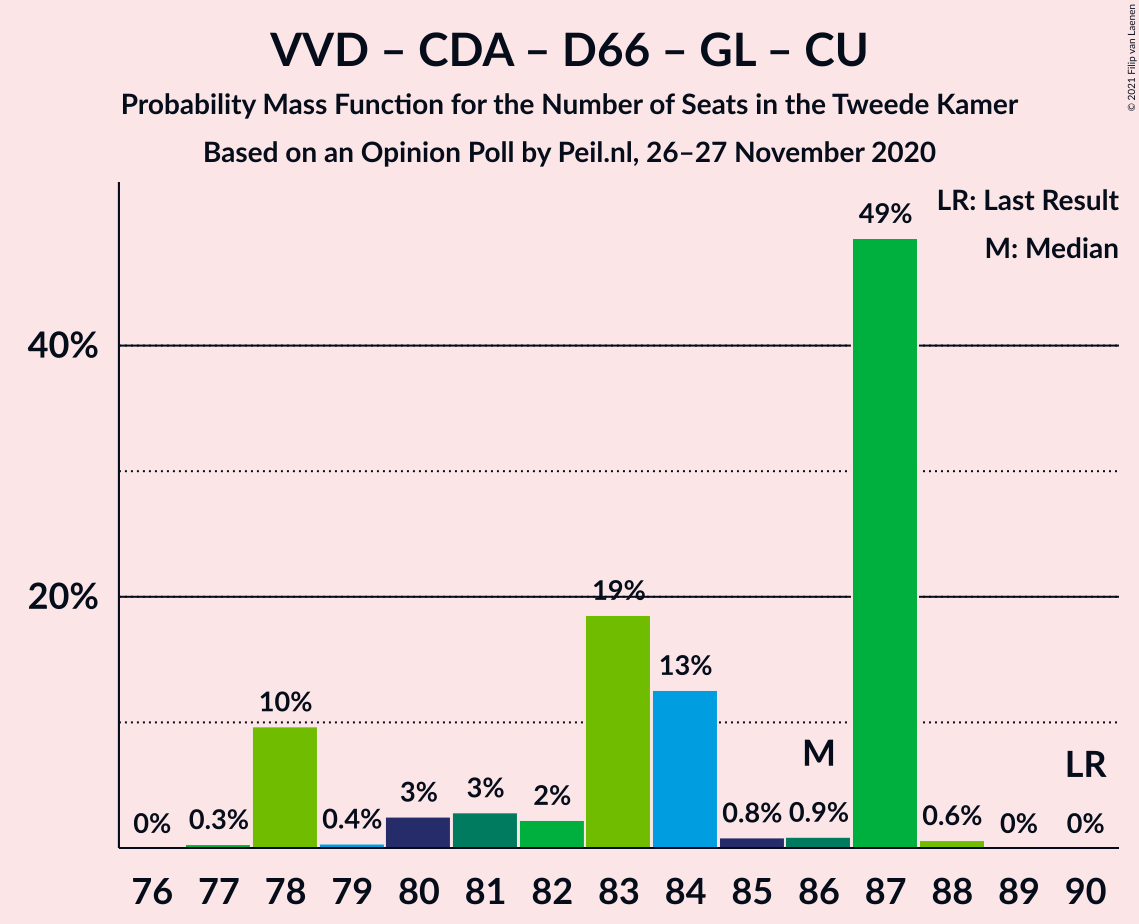 VVD – CDA – D66 – GL – CU
Probability Mass Function for the Number of Seats in the Tweede Kamer
Based on an Opinion Poll by Peil.nl, 26–27 November 2020
© 2021 Filip van Laenen
LR: Last Result
M: Median
49%
40%
20%
19%
13%
10%
M
LR
0% 0.3% 0.4% 3% 3% 2% 0.8% 0.9% 0.6% 0% 0%
76 77 78 79 80 81 82 83 84 85 86 87 88 89 90